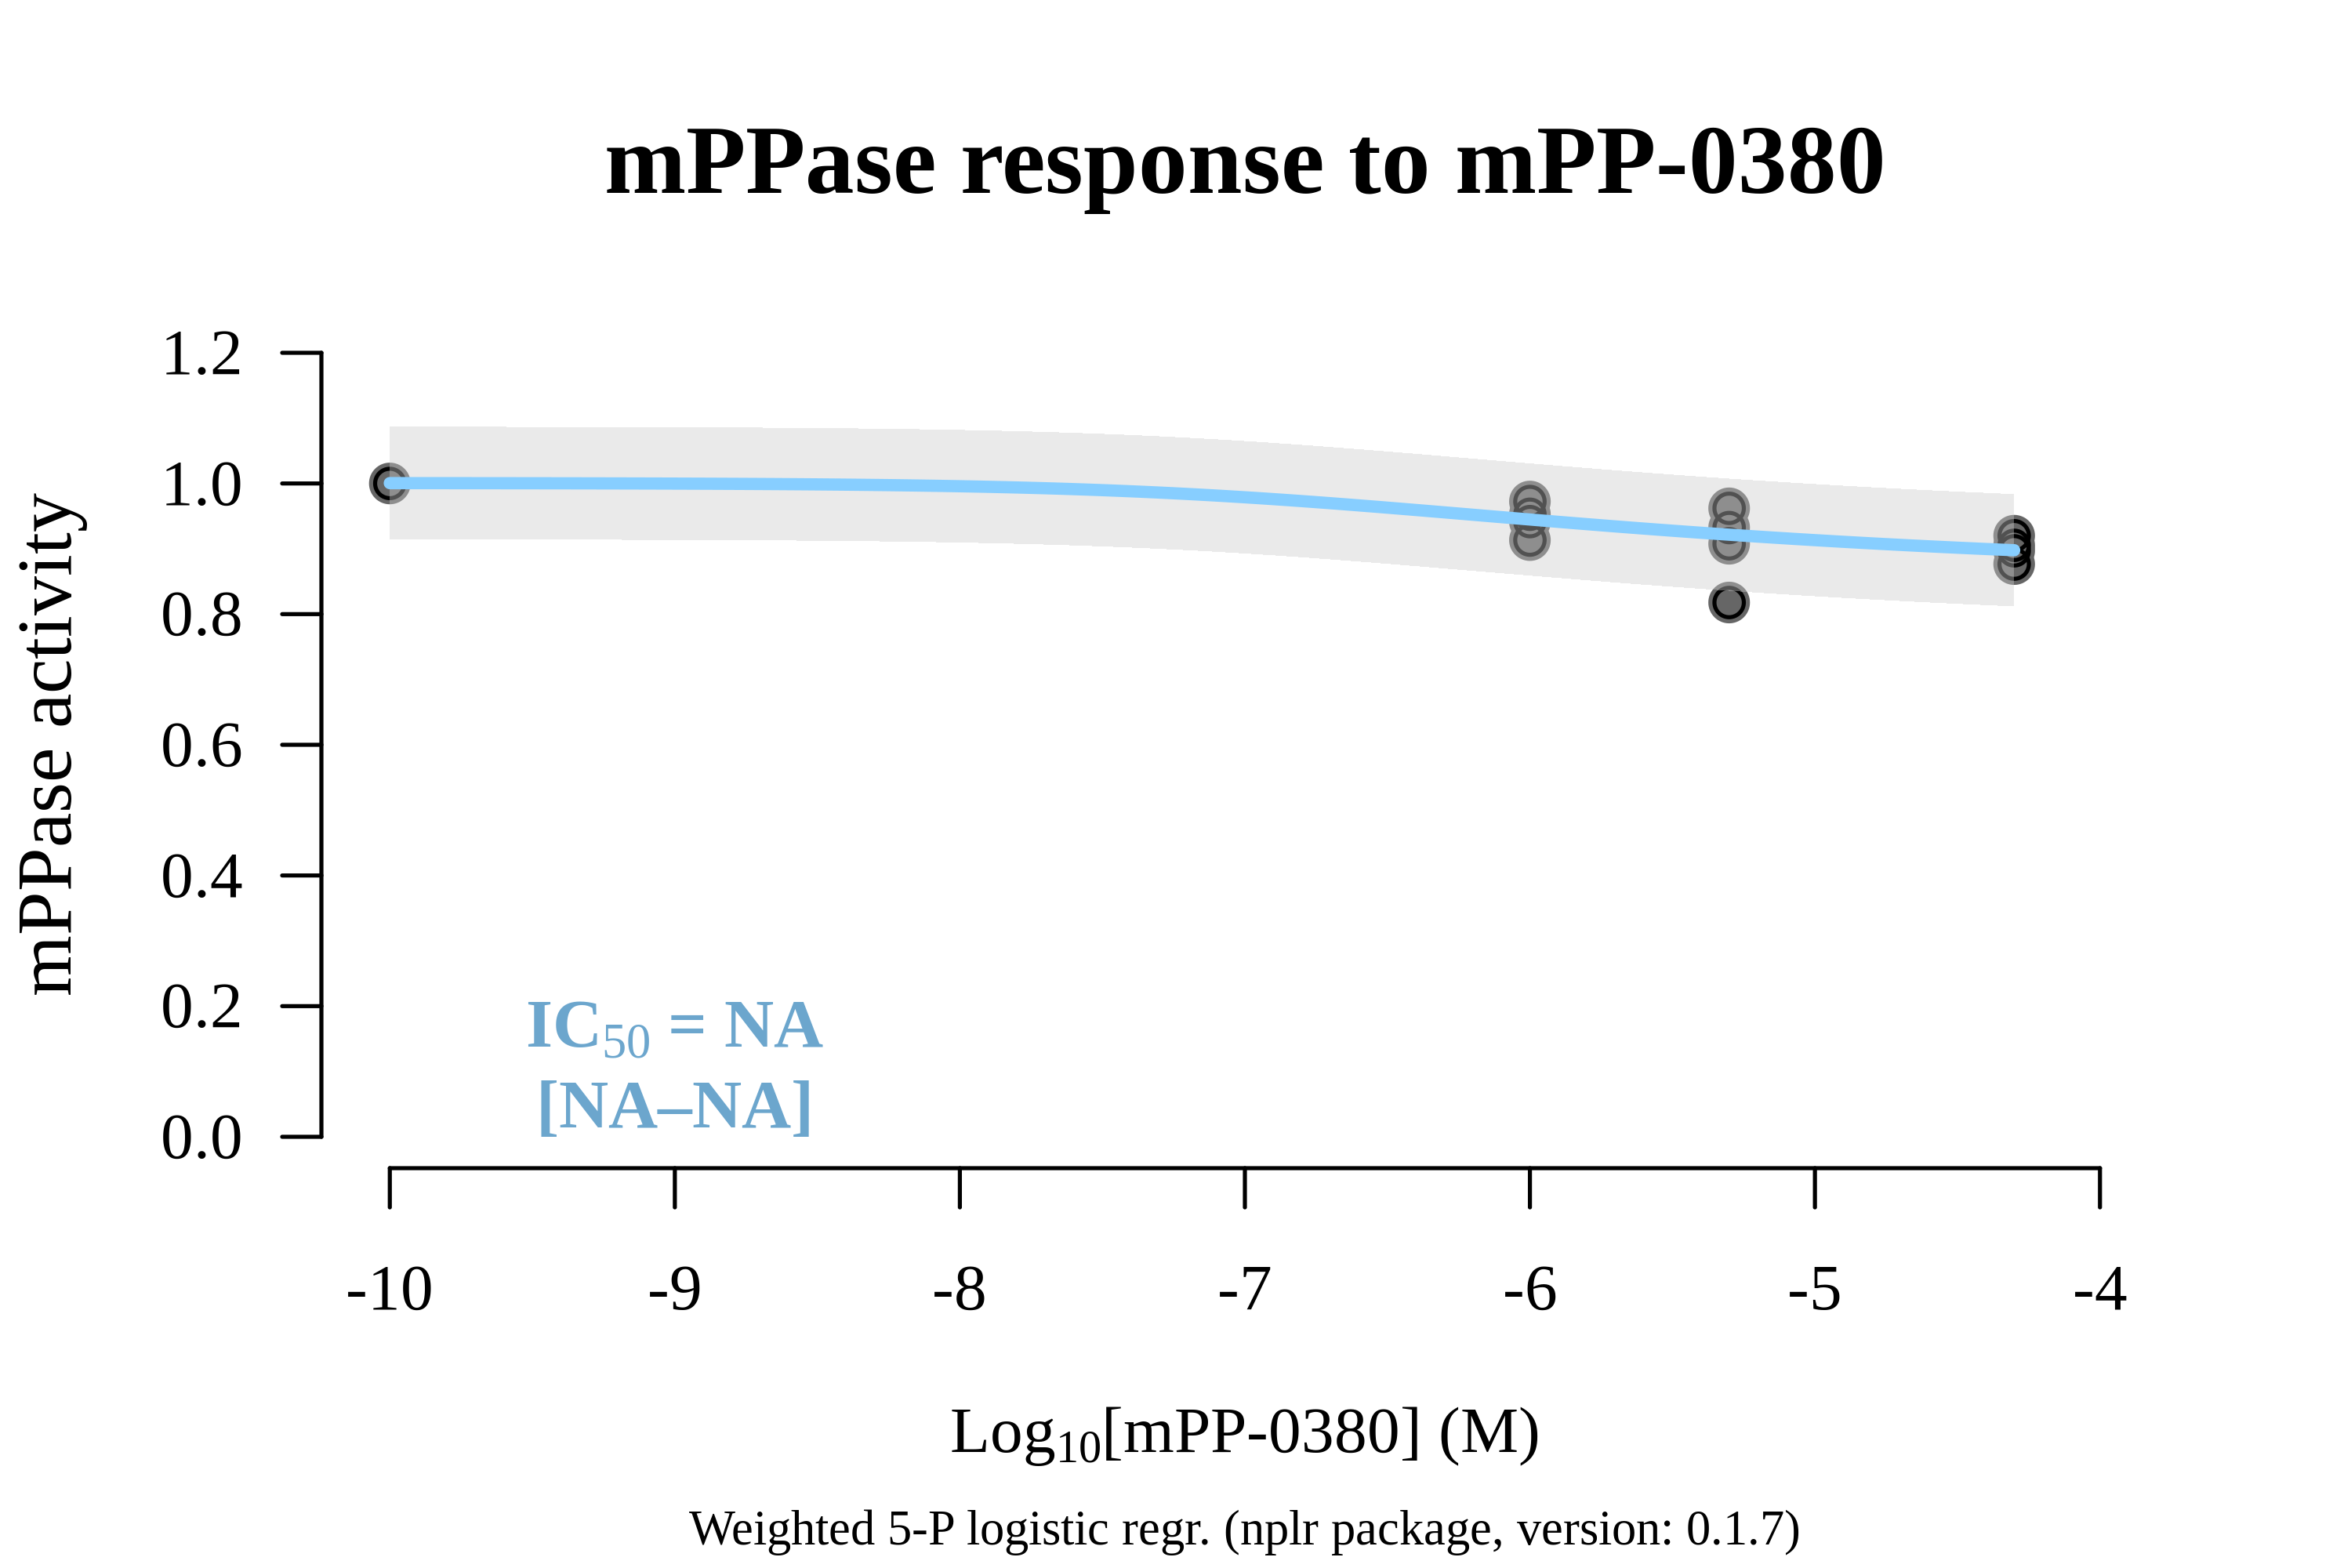 mPPase response to mPP-0380
mPPase activity
1.2
1.0
0.8
0.6
0.4
0.2
0.0
IC50 = NA
[NA–NA]
-10 -9 -8 -7 -6 -5 -4
Log10[mPP-0380] (M)
Weighted 5-P logistic regr. (nplr package, version: 0.1.7)